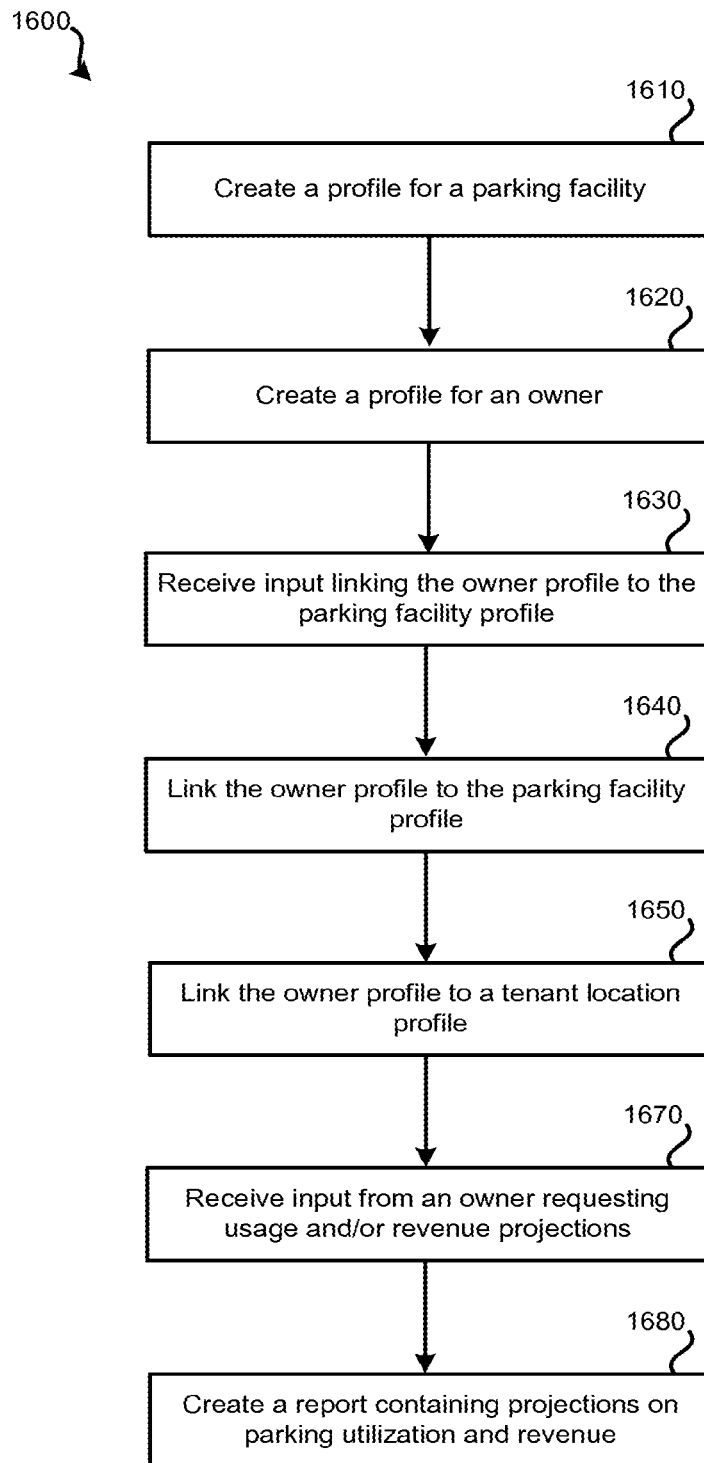 1600
1610
Create a profile for a parking facility
1620
Create a profile for an owner
1630
Receive input linking the owner profile to the
parking facility profile
1640
Link the owner profile to the parking facility
profile
1650
Link the owner profile to a tenant location
profile
1670
Receive input from an owner requesting
usage and/or revenue projections
1680
Create a report containing projections on
parking utilization and revenue